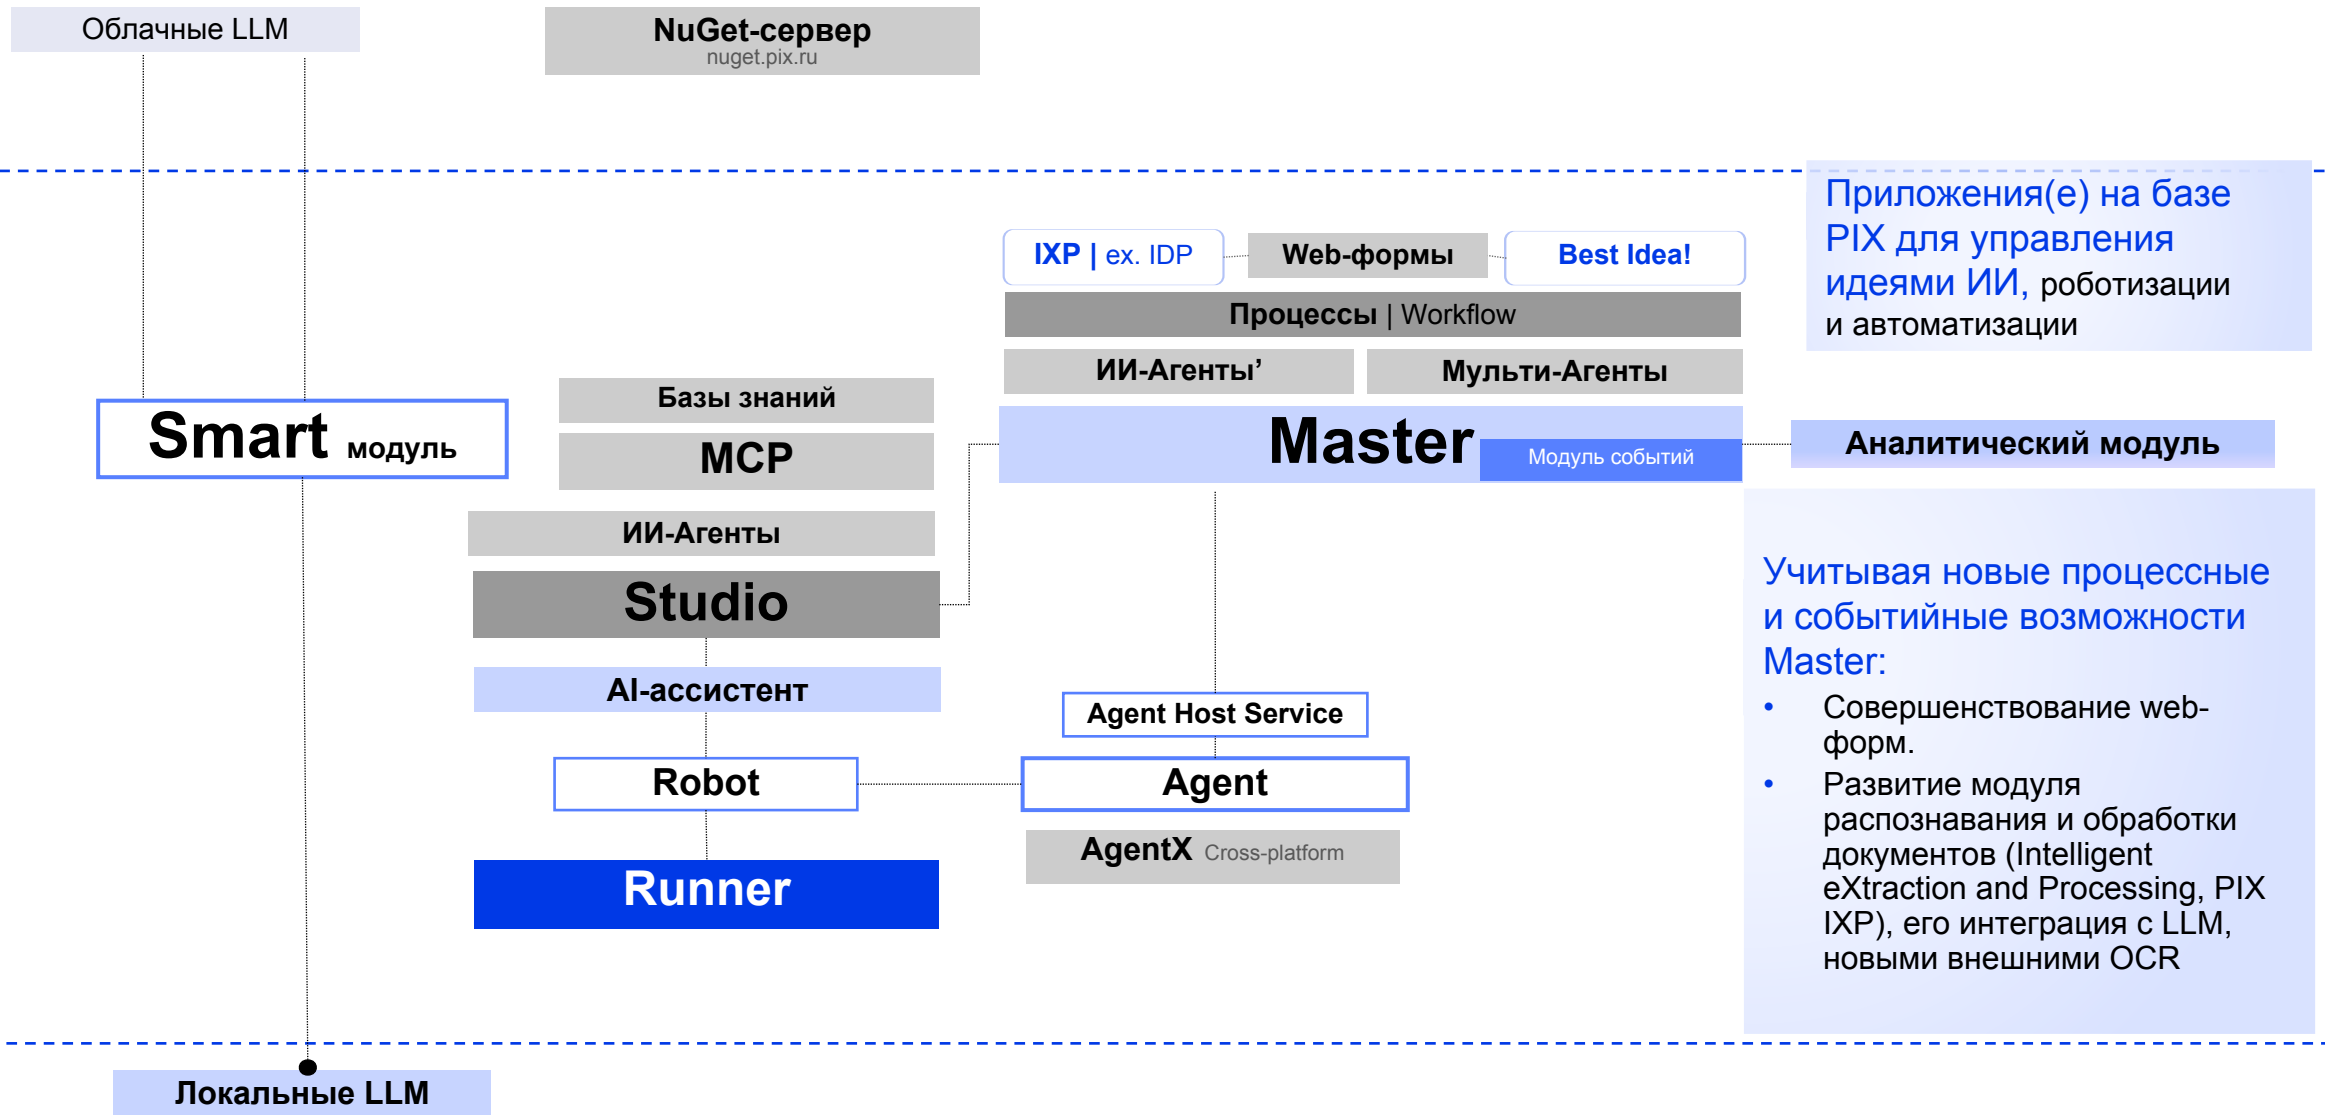 Облачные LLM
NuGet-сервер
nuget.pix.ru
Приложения(е) на базе
PIX для управления
идеями ИИ, роботизации
и автоматизации
IXP | ex. IDP
Web-формы
Best Idea!
Процессы | Workflow
ИИ-Агенты’
Мульти-Агенты
Базы знаний
Smart модуль
MCP
Master
Модуль событий
Аналитический модуль
ИИ-Агенты
Studio
AI-ассистент
Agent Host Service
Robot
Agent
AgentX Cross-platform
Runner
Учитывая новые процессные
и событийные возможности
Master:
• Совершенствование web-
форм.
• Развитие модуля
распознавания и обработки
документов (Intelligent
eXtraction and Processing, PIX
IXP), его интеграция с LLM,
новыми внешними OCR
Локальные LLM